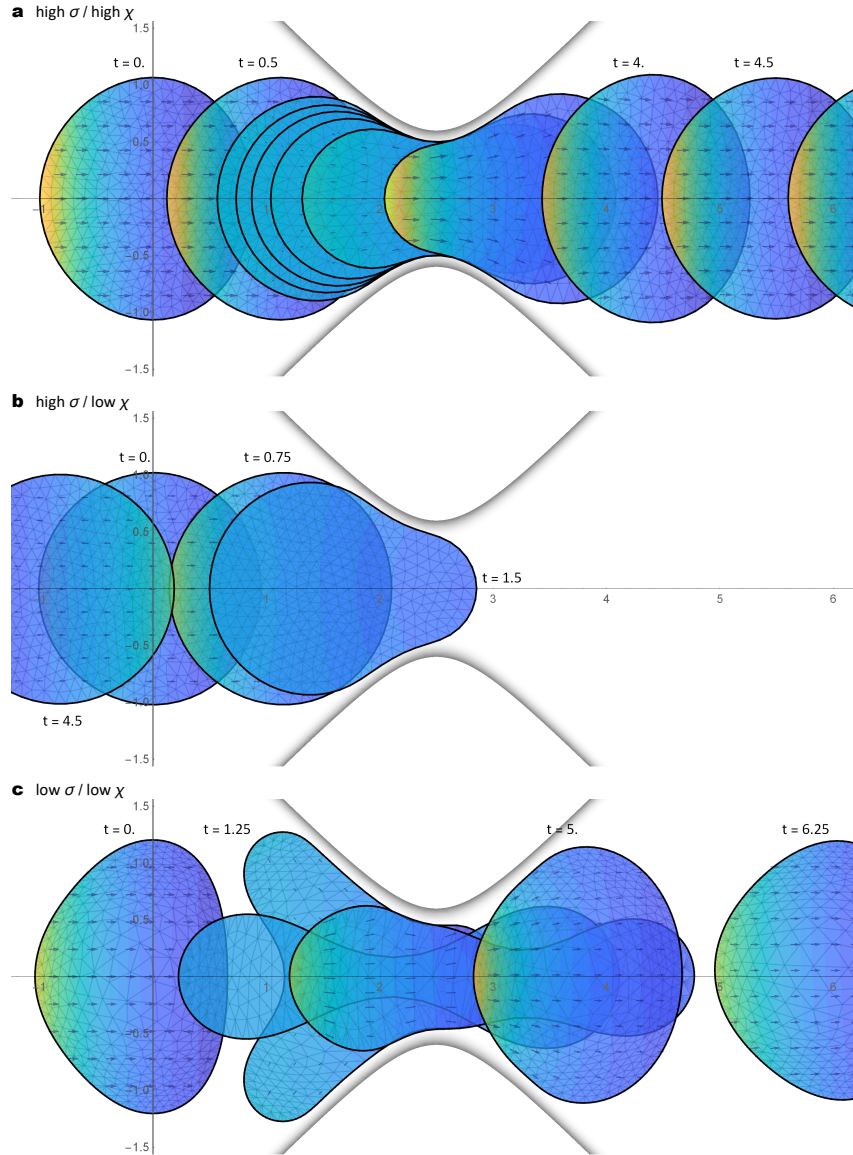 a high σ / high χ
1.5
t = 0. t = 0.5 t = 4. t = 4.5
1.0
0.5
-1 1 2 3 4 5 6
-0.5
-1.0
-1.5
b high σ / low χ
1.5
t = 0. t = 0.75
1.0
0.5
t = 1.5
1 2 3 4 5 6
-0.5
-1.0
t = 4.5
-1.5
c low σ / low χ
1.5
t = 0. t = 1.25 t = 5. t = 6.25
1.0
0.5
-1 1 2 3 4 5 6
-0.5
-1.0
-1.5